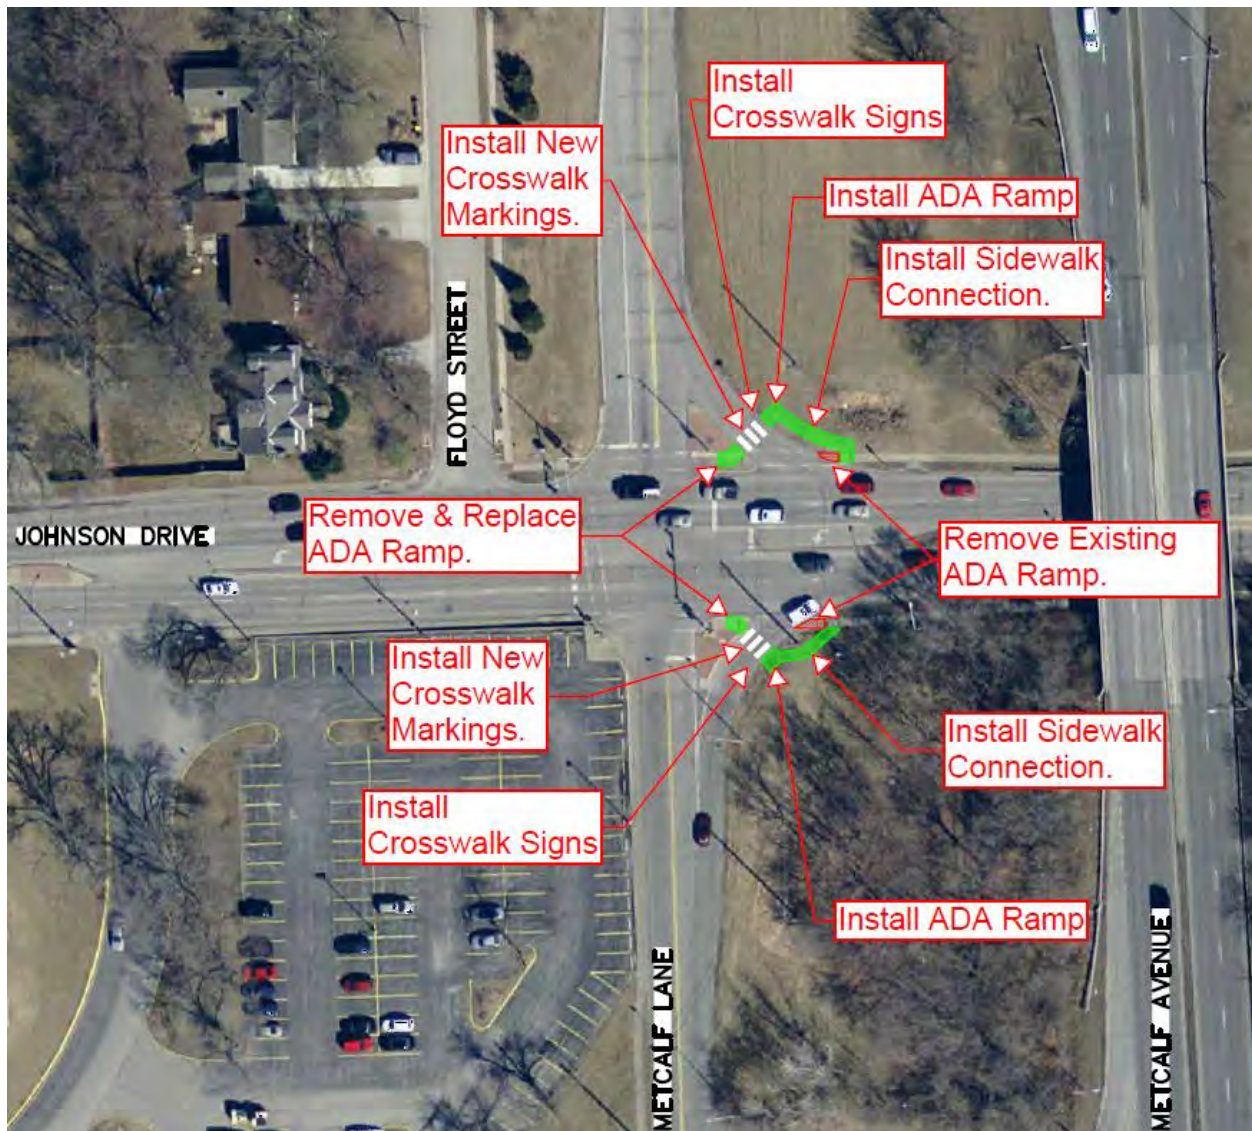 Install
Crosswalk Signs
Install New
Crosswalk
Markings.
Install ADA Ramp
Install Sidewalk
Connection.
FLOYD STREET
JOHNSON DRIVE
Remove & Replace
ADA Ramp.
Remove Existing
ADA Ramp.
Install New
Crosswalk
Markings.
Install Sidewalk
Connection.
Install
Crosswalk Signs
Install ADA Ramp
METCALF LANE
METCALF AVENUE